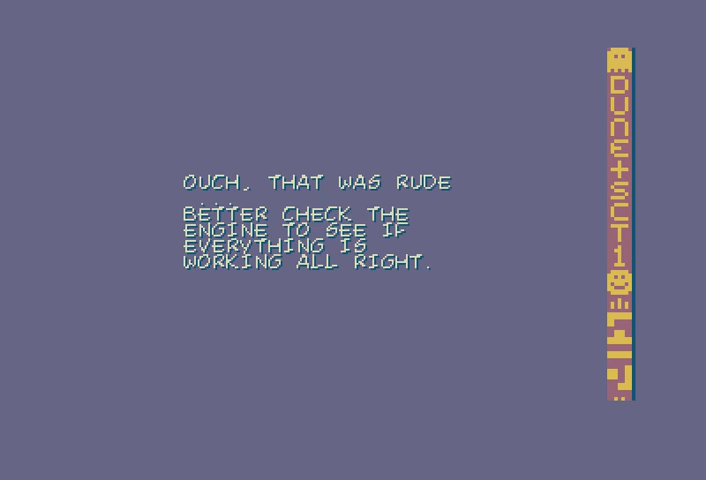 OUCH, THAT WAS RUDE
....
BETTER CHECK THE
ENGINE TO SEE IF
EVERYTHING IS
WORKING ALL RIGHT.